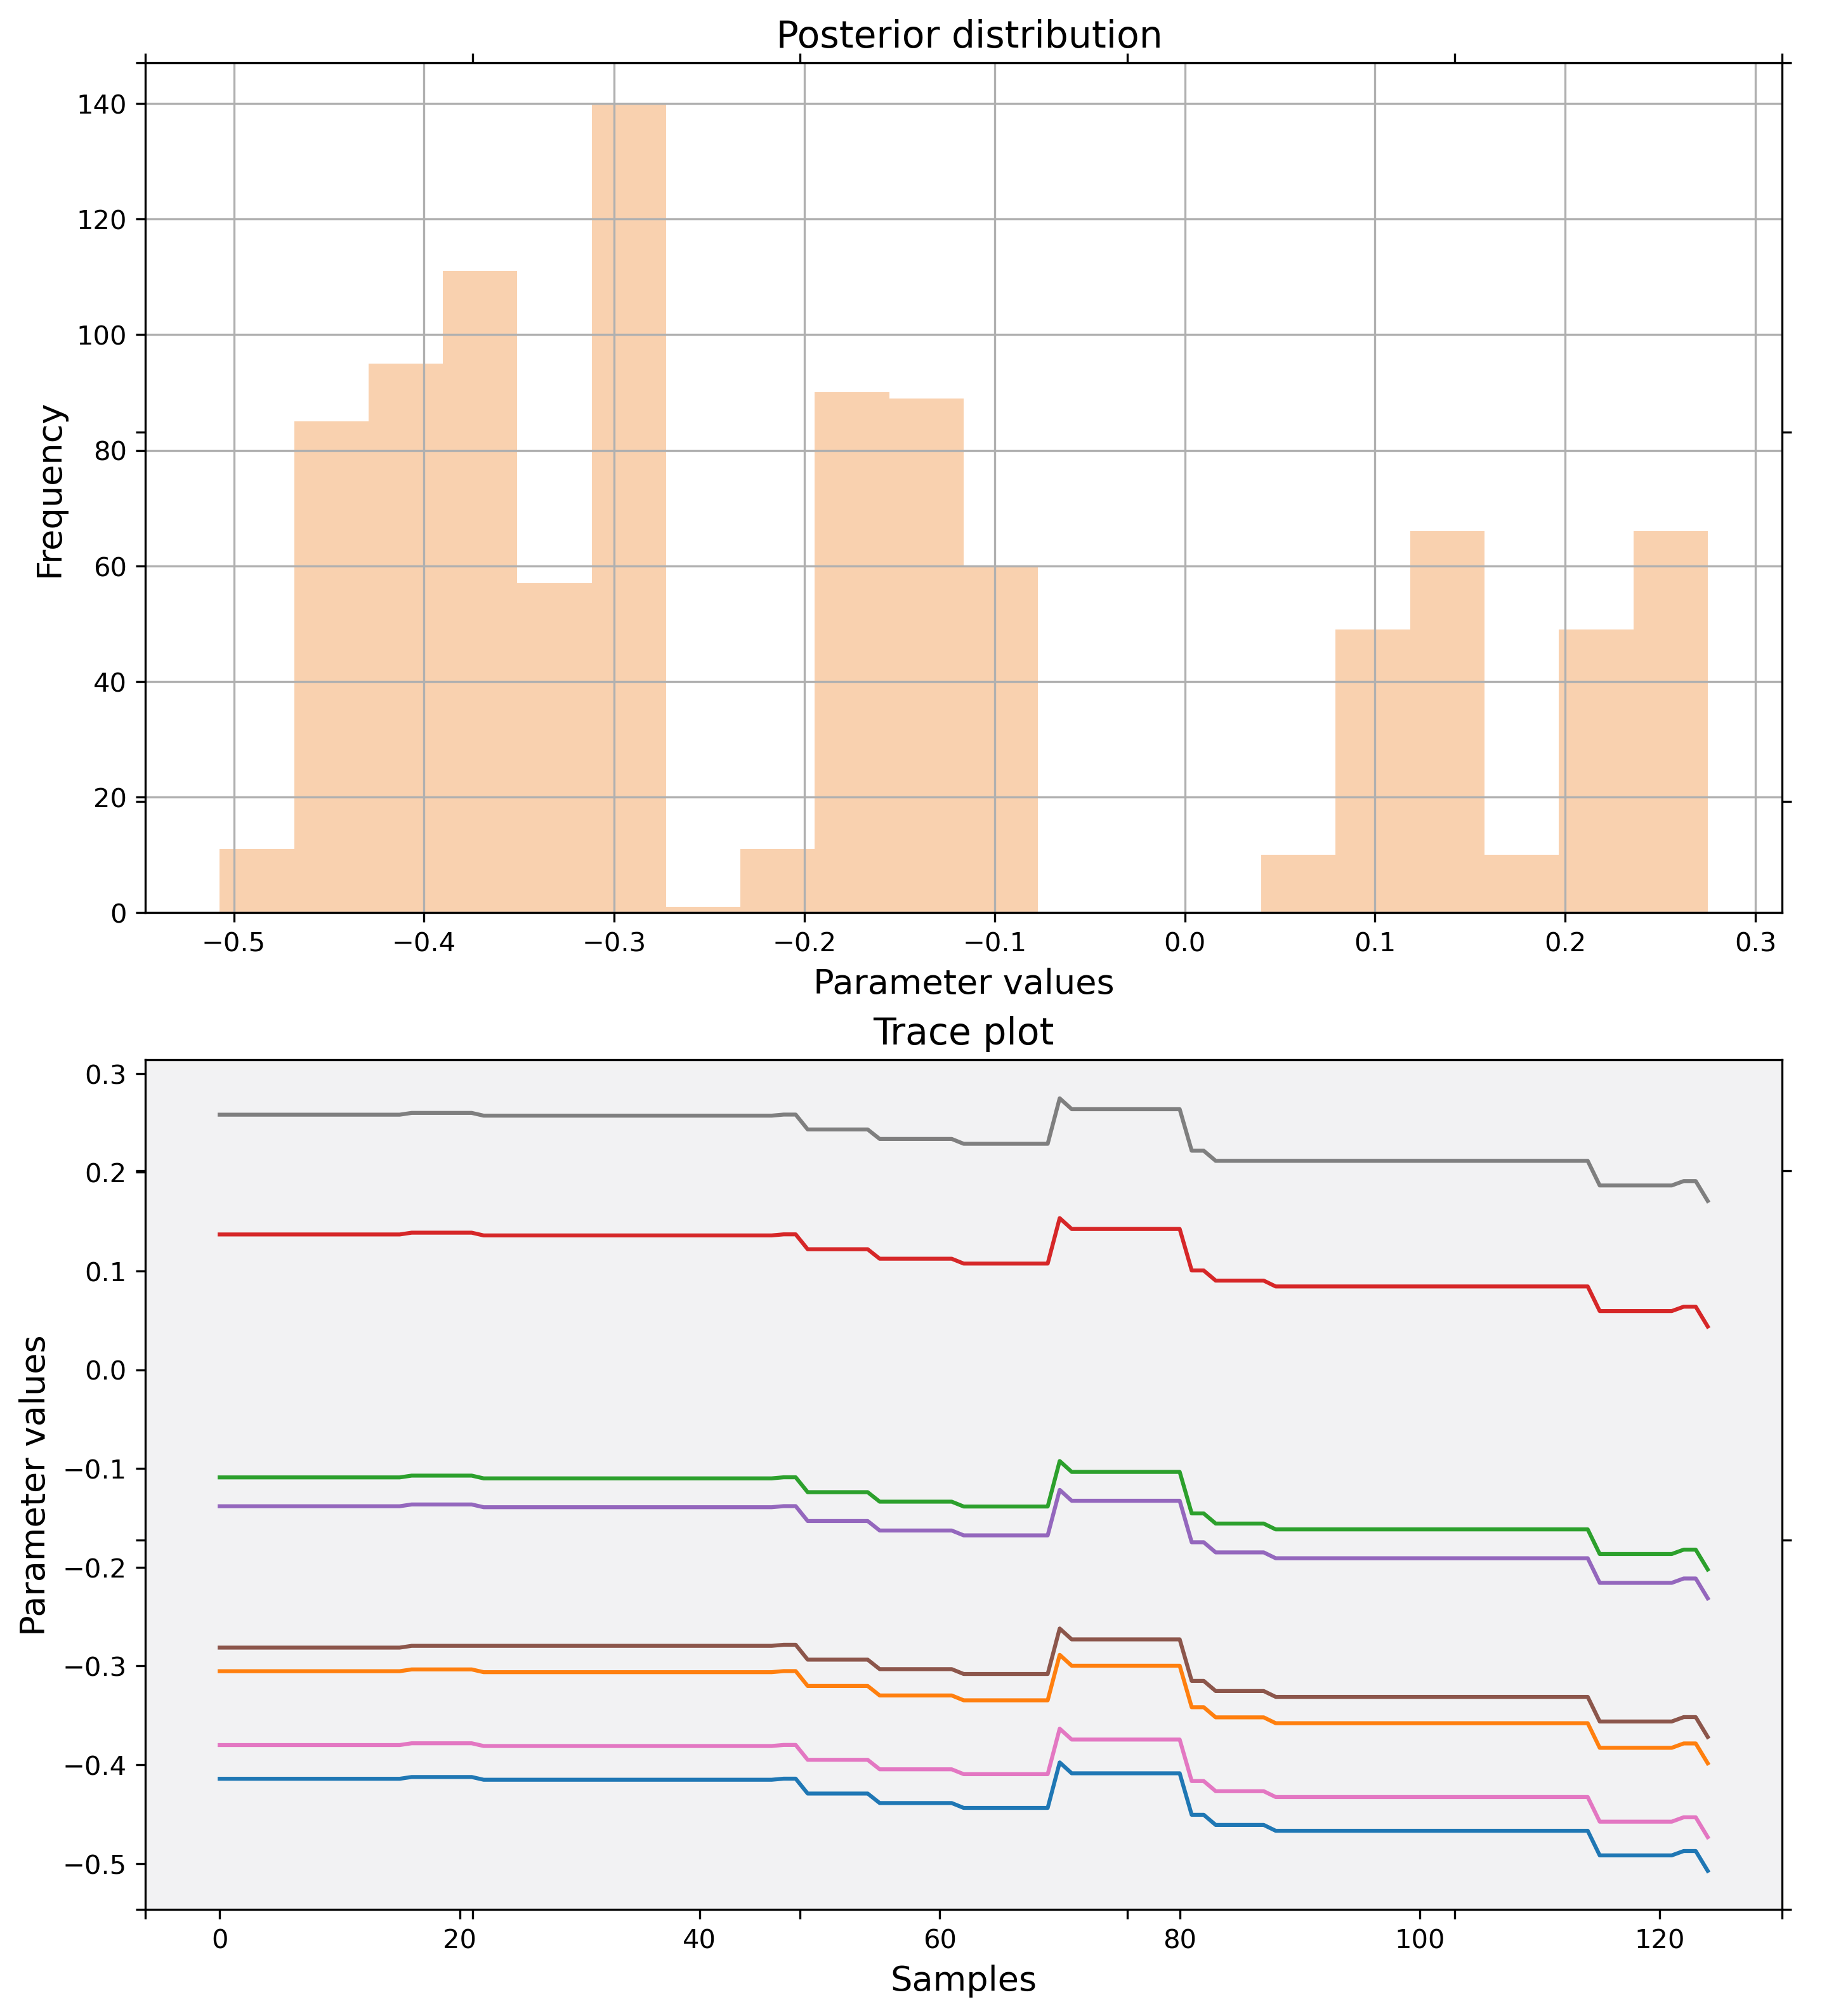 Posterior distribution
140
120
100
80
60
40
20
0
Frequency
−0.5 −0.4 −0.3 −0.2 −0.1 0.0 0.1 0.2 0.3
Parameter values
Trace plot
0.3
0.2
0.1
0.0
−0.1
−0.2
−0.3
−0.4
−0.5
Parameter values
0 20 40 60 80 100 120
Samples